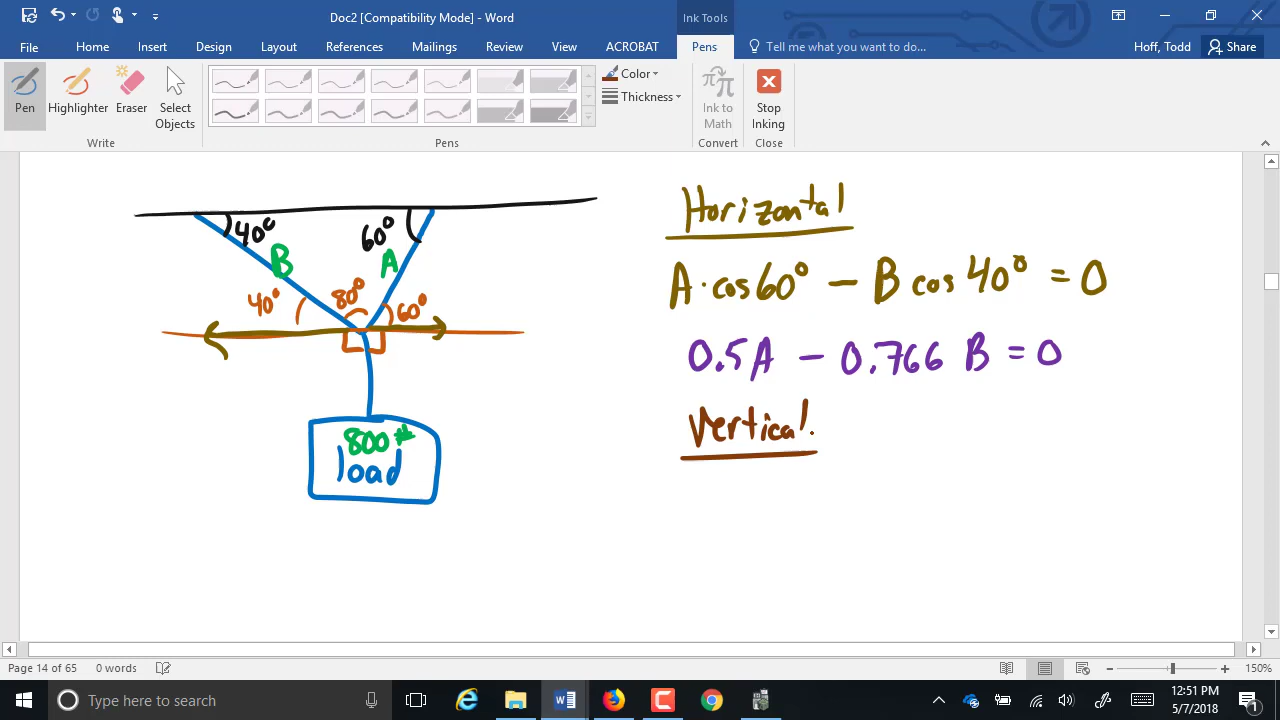 Doc2 [Compatibility Mode] - Word
Ink Tools
File Home Insert Design Layout References Mailings Review View ACROBAT Pens Tell me what you want to do... Hoff, Todd Share
Pen Highlighter Eraser Select Objects
Color
Thickness
Ink to Math
Stop Inking
Write Pens Convert Close
40° 60°
B A
40° 80° 60°
800#
load
Horizontal
A·cos60° − B cos 40° = 0
0.5A − 0.766 B = 0
Vertical
Page 14 of 65 0 words 150%
Type here to search 12:51 PM
5/7/2018
1